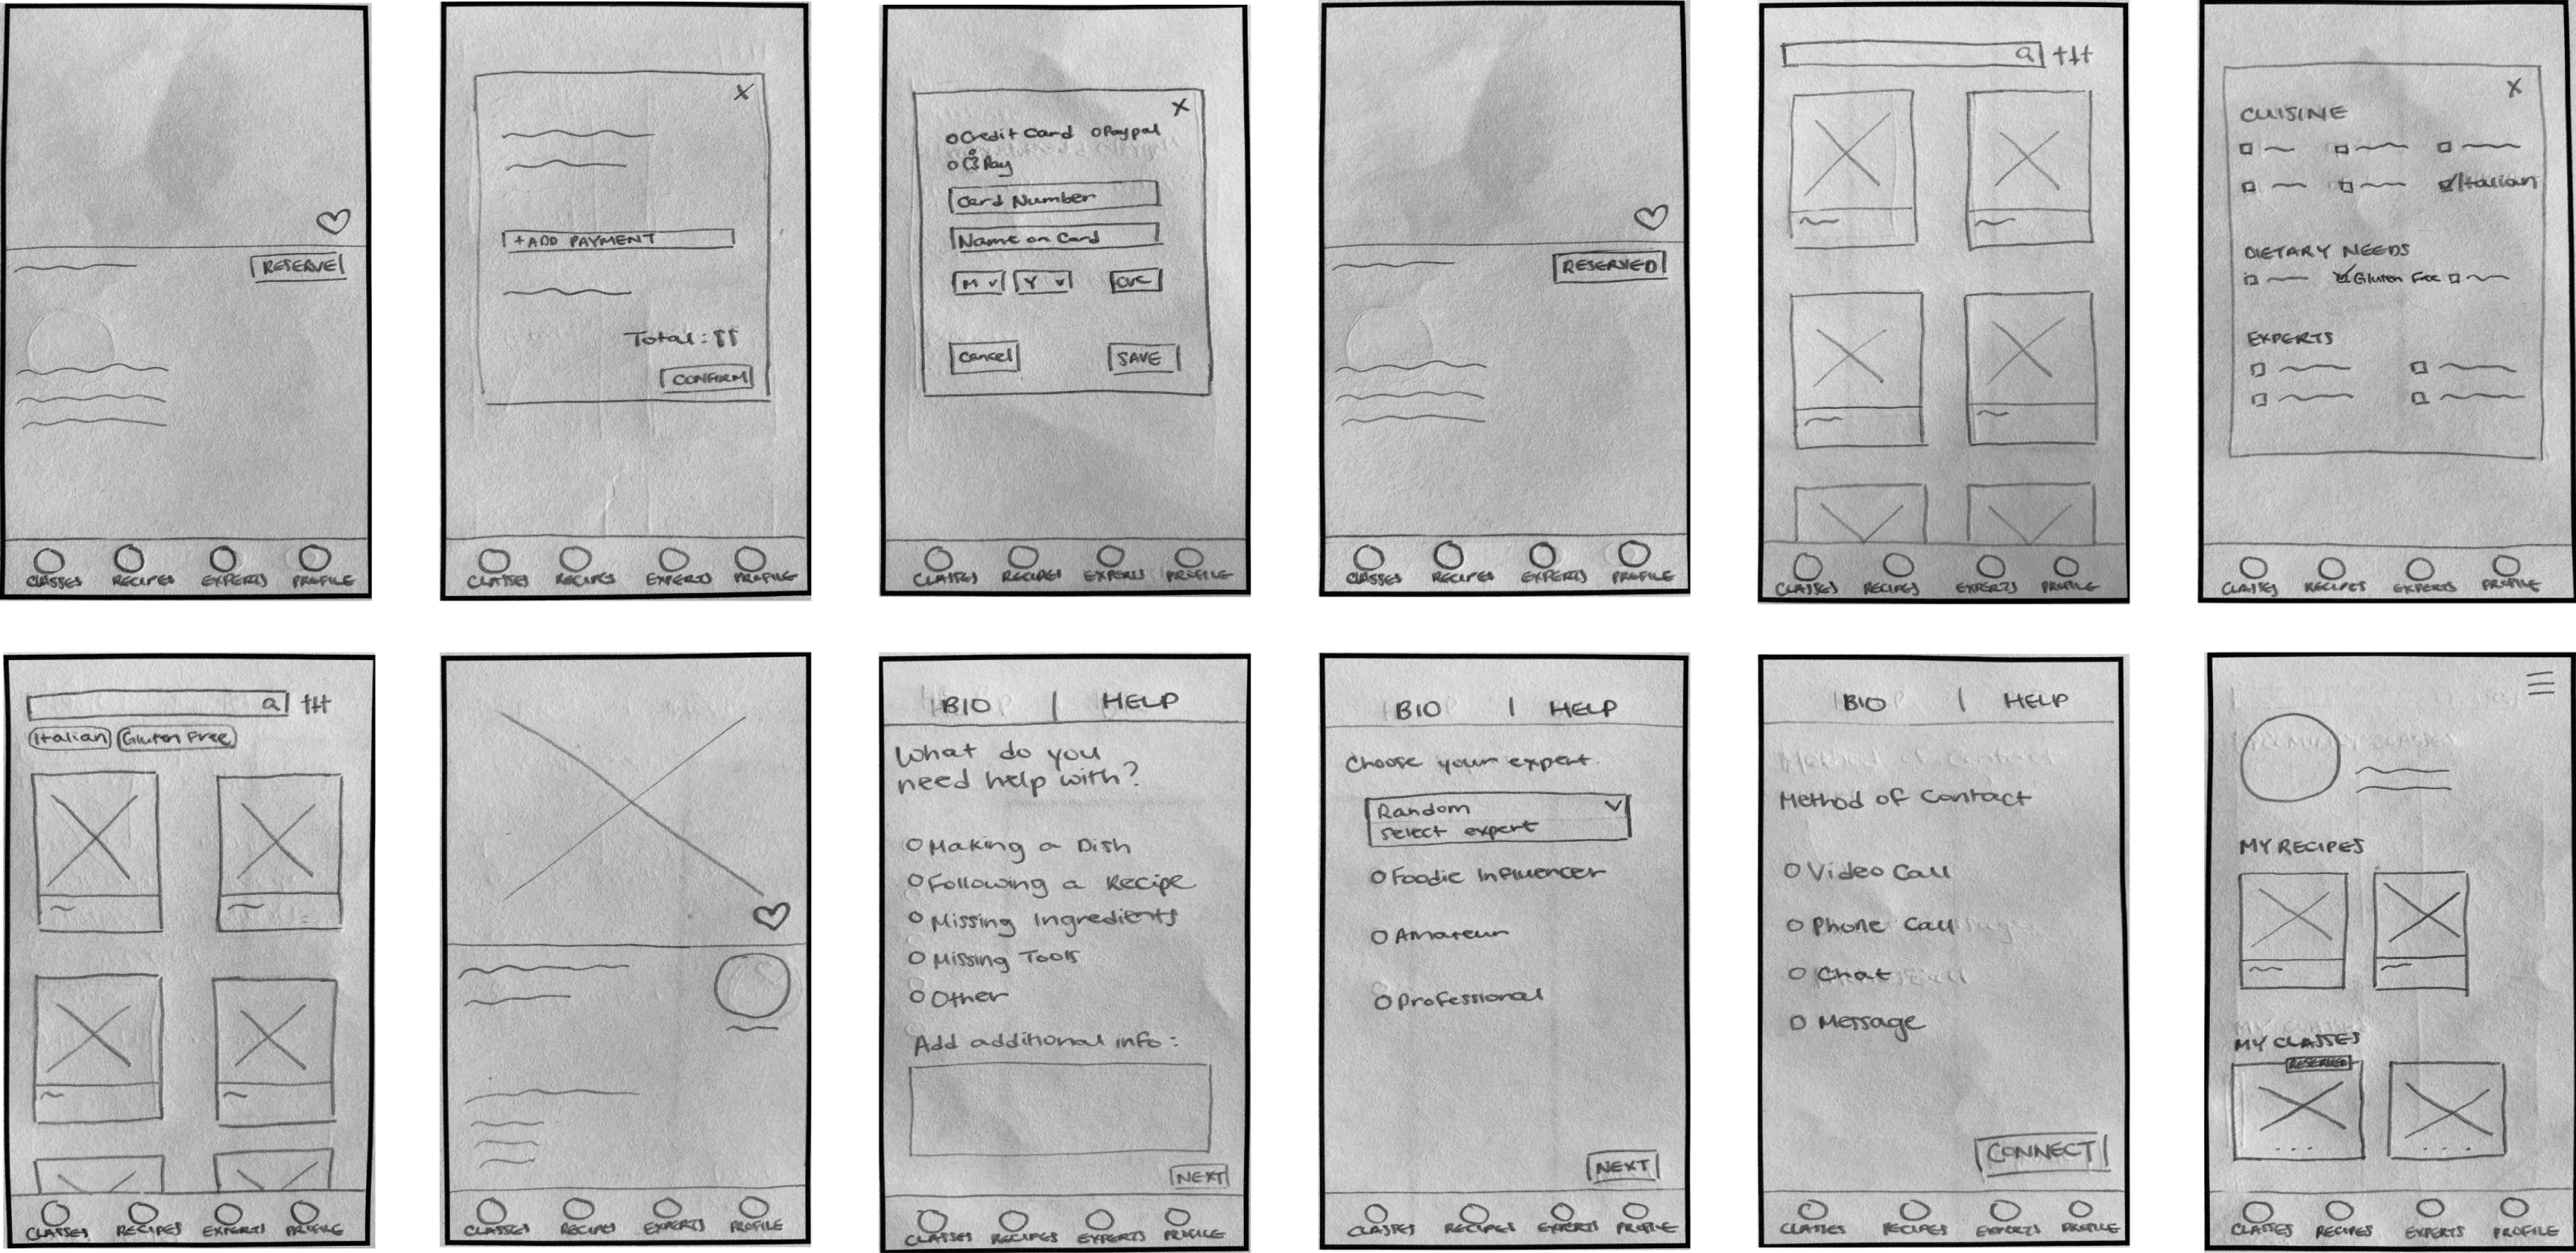 RESERVE
CLASSES RECIPES EXPERTS PROFILE
X
+ ADD PAYMENT
Total: $$
CONFIRM
CLASSES RECIPES EXPERTS PROFILE
X
Credit Card Paypal
Pay
Card Number
Name on Card
M Y CVC
Cancel SAVE
CLASSES RECIPES EXPERTS PROFILE
RESERVED
CLASSES RECIPES EXPERTS PROFILE
CLASSES RECIPES EXPERTS PROFILE
X
CUISINE
Italian
DIETARY NEEDS
Gluten Free
EXPERTS
CLASSES RECIPES EXPERTS PROFILE
Italian Gluten Free
CLASSES RECIPES EXPERTS PROFILE
CLASSES RECIPES EXPERTS PROFILE
BIO | HELP
What do you
need help with?
Making a Dish
Following a Recipe
Missing Ingredients
Missing Tools
Other
Add additional info:
NEXT
CLASSES RECIPES EXPERTS PROFILE
BIO | HELP
Choose your expert.
Random
Select expert
Foodie Influencer
Amateur
Professional
NEXT
CLASSES RECIPES EXPERTS PROFILE
BIO | HELP
Method of Contact
Video Call
Phone Call
Chat
Message
CONNECT
CLASSES RECIPES EXPERTS PROFILE
MY RECIPES
MY CLASSES
RESERVED
CLASSES RECIPES EXPERTS PROFILE